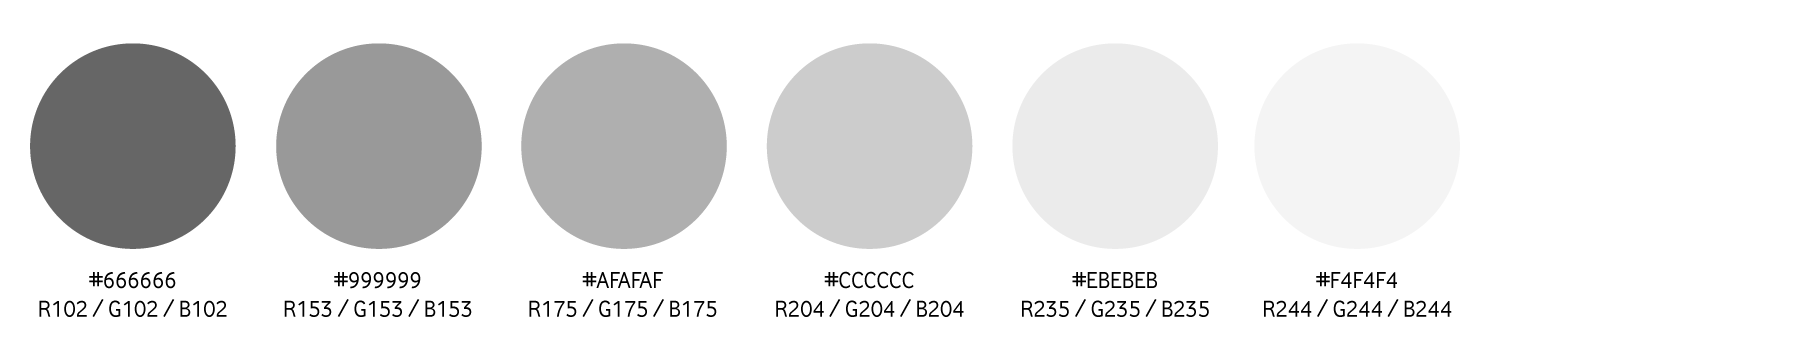 #666666
R102 / G102 / B102
#999999
R153 / G153 / B153
#AFAFAF
R175 / G175 / B175
#CCCCCC
R204 / G204 / B204
#EBEBEB
R235 / G235 / B235
#F4F4F4
R244 / G244 / B244